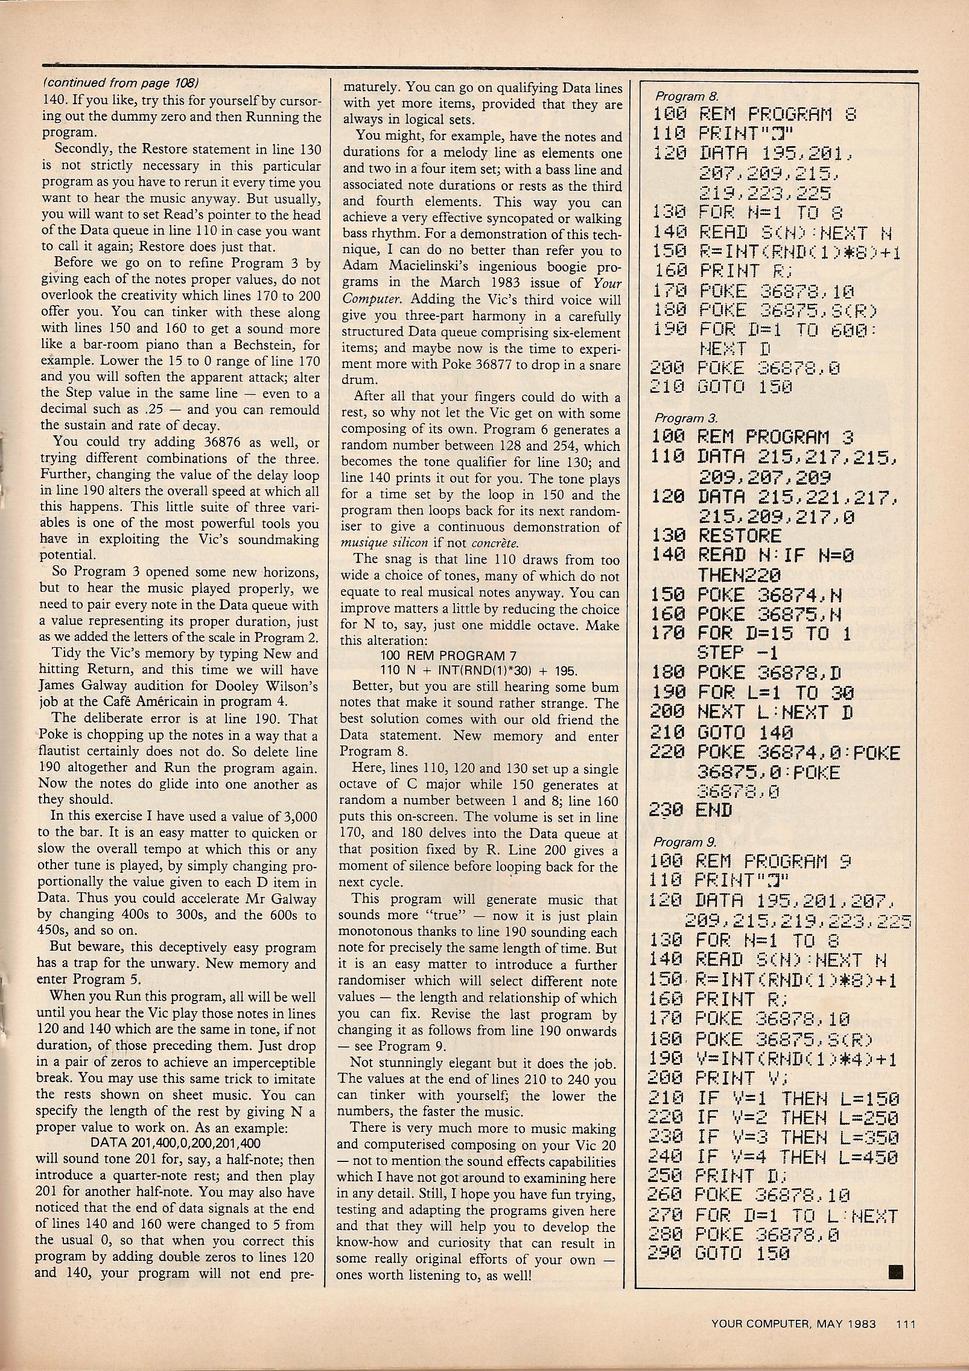 (continued from page 108)
140. If you like, try this for yourself by cursor-
ing out the dummy zero and then Running the
program.
Secondly, the Restore statement in line 130
is not strictly necessary in this particular
program as you have to rerun it every time you
want to hear the music anyway. But usually,
you will want to set Read's pointer to the head
of the Data queue in line 110 in case you want
to call it again; Restore does just that.
Before we go on to refine Program 3 by
giving each of the notes proper values, do not
overlook the creativity which lines 170 to 200
offer you. You can tinker with these along
with lines 150 and 160 to get a sound more
like a bar-room piano than a Bechstein, for
example. Lower the 15 to 0 range of line 170
and you will soften the apparent attack; alter
the Step value in the same line — even to a
decimal such as .25 — and you can remould
the sustain and rate of decay.
You could try adding 36876 as well, or
trying different combinations of the three.
Further, changing the value of the delay loop
in line 190 alters the overall speed at which all
this happens. This little suite of three vari-
ables is one of the most powerful tools you
have in exploiting the Vic's soundmaking
potential.
So Program 3 opened some new horizons,
but to hear the music played properly, we
need to pair every note in the Data queue with
a value representing its proper duration, just
as we added the letters of the scale in Program 2.
Tidy the Vic's memory by typing New and
hitting Return, and this time we will have
James Galway audition for Dooley Wilson's
job at the Café Américain in program 4.
The deliberate error is at line 190. That
Poke is chopping up the notes in a way that a
flautist certainly does not do. So delete line
190 altogether and Run the program again.
Now the notes do glide into one another as
they should.
In this exercise I have used a value of 3,000
to the bar. It is an easy matter to quicken or
slow the overall tempo at which this or any
other tune is played, by simply changing pro-
portionally the value given to each D item in
Data. Thus you could accelerate Mr Galway
by changing 400s to 300s, and the 600s to
450s, and so on.
But beware, this deceptively easy program
has a trap for the unwary. New memory and
enter Program 5.
When you Run this program, all will be well
until you hear the Vic play those notes in lines
120 and 140 which are the same in tone, if not
duration, of those preceding them. Just drop
in a pair of zeros to achieve an imperceptible
break. You may use this same trick to imitate
the rests shown on sheet music. You can
specify the length of the rest by giving N a
proper value to work on. As an example:
DATA 201,400,0,200,201,400
will sound tone 201 for, say, a half-note; then
introduce a quarter-note rest; and then play
201 for another half-note. You may also have
noticed that the end of data signals at the end
of lines 140 and 160 were changed to 5 from
the usual 0, so that when you correct this
program by adding double zeros to lines 120
and 140, your program will not end pre-
maturely. You can go on qualifying Data lines
with yet more items, provided that they are
always in logical sets.
You might, for example, have the notes and
durations for a melody line as elements one
and two in a four item set; with a bass line and
associated note durations or rests as the third
and fourth elements. This way you can
achieve a very effective syncopated or walking
bass rhythm. For a demonstration of this tech-
nique, I can do no better than refer you to
Adam Macielinski's ingenious boogie pro-
grams in the March 1983 issue of Your
Computer. Adding the Vic's third voice will
give you three-part harmony in a carefully
structured Data queue comprising six-element
items; and maybe now is the time to experi-
ment more with Poke 36877 to drop in a snare
drum.
After all that your fingers could do with a
rest, so why not let the Vic get on with some
composing of its own. Program 6 generates a
random number between 128 and 254, which
becomes the tone qualifier for line 130; and
line 140 prints it out for you. The tone plays
for a time set by the loop in 150 and the
program then loops back for its next random-
iser to give a continuous demonstration of
musique silicon if not concrète.
The snag is that line 110 draws from too
wide a choice of tones, many of which do not
equate to real musical notes anyway. You can
improve matters a little by reducing the choice
for N to, say, just one middle octave. Make
this alteration:
100 REM PROGRAM 7
110 N + INT(RND(1)*30) + 195.
Better, but you are still hearing some bum
notes that make it sound rather strange. The
best solution comes with our old friend the
Data statement. New memory and enter
Program 8.
Here, lines 110, 120 and 130 set up a single
octave of C major while 150 generates at
random a number between 1 and 8; line 160
puts this on-screen. The volume is set in line
170, and 180 delves into the Data queue at
that position fixed by R. Line 200 gives a
moment of silence before looping back for the
next cycle.
This program will generate music that
sounds more “true” — now it is just plain
monotonous thanks to line 190 sounding each
note for precisely the same length of time. But
it is an easy matter to introduce a further
randomiser which will select different note
values — the length and relationship of which
you can fix. Revise the last program by
changing it as follows from line 190 onwards
— see Program 9.
Not stunningly elegant but it does the job.
The values at the end of lines 210 to 240 you
can tinker with yourself; the lower the
numbers, the faster the music.
There is very much more to music making
and computerised composing on your Vic 20
— not to mention the sound effects capabilities
which I have not got around to examining here
in any detail. Still, I hope you have fun trying,
testing and adapting the programs given here
and that they will help you to develop the
know-how and curiosity that can result in
some really original efforts of your own —
ones worth listening to, as well!
Program 8.
100 REM PROGRAM 8
110 PRINT"
120 DATA 195,201,
207,209,215,
219,223,225
130 FOR N=1 TO 8
140 READ S(N):NEXT N
150 R=INT(RND(1)*8)+1
160 PRINT R;
170 POKE 36878,10
180 POKE 36875,S(R)
190 FOR D=1 TO 600:
NEXT D
200 POKE 36878,0
210 GOTO 150
Program 3.
100 REM PROGRAM 3
110 DATA 215,217,215,
209,207,209
120 DATA 215,221,217,
215,209,217,0
130 RESTORE
140 READ N:IF N=0
THEN220
150 POKE 36874,N
160 POKE 36875,N
170 FOR D=15 TO 1
STEP -1
180 POKE 36878,D
190 FOR L=1 TO 30
200 NEXT L:NEXT D
210 GOTO 140
220 POKE 36874,0:POKE
36875,0:POKE
36878,0
230 END
Program 9.
100 REM PROGRAM 9
110 PRINT"
120 DATA 195,201,207,
209,215,219,223,225
130 FOR N=1 TO 8
140 READ S(N):NEXT N
150 R=INT(RND(1)*8)+1
160 PRINT R;
170 POKE 36878,10
180 POKE 36875,S(R)
190 V=INT(RND(1)*4)+1
200 PRINT V;
210 IF V=1 THEN L=150
220 IF V=2 THEN L=250
230 IF V=3 THEN L=350
240 IF V=4 THEN L=450
250 PRINT D;
260 POKE 36878,10
270 FOR D=1 TO L:NEXT
280 POKE 36878,0
290 GOTO 150
YOUR COMPUTER, MAY 1983 111